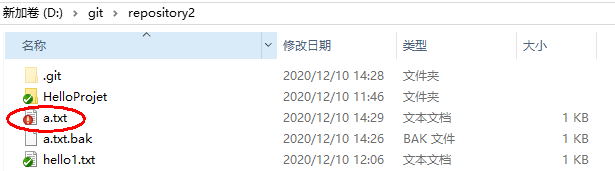 新加卷 (D:) › git › repository2
名称 修改日期 类型 大小
.git 2020/12/10 14:28 文件夹
HelloProjet 2020/12/10 11:46 文件夹
a.txt 2020/12/10 14:29 文本文档 1 KB
a.txt.bak 2020/12/10 14:26 BAK 文件 1 KB
hello1.txt 2020/12/10 12:06 文本文档 1 KB